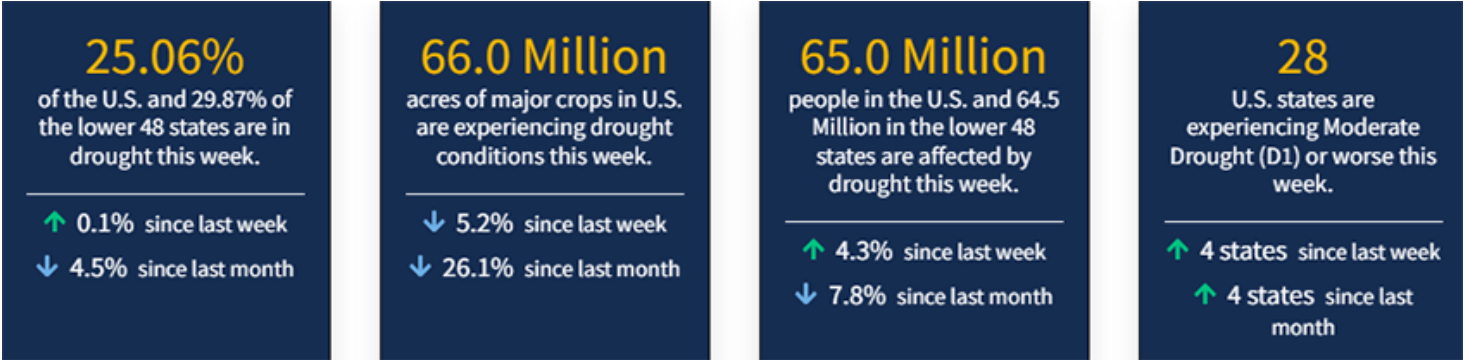 25.06%
of the U.S. and 29.87% of
the lower 48 states are in
drought this week.
↑ 0.1% since last week
↓ 4.5% since last month
66.0 Million
acres of major crops in U.S.
are experiencing drought
conditions this week.
↓ 5.2% since last week
↓ 26.1% since last month
65.0 Million
people in the U.S. and 64.5
Million in the lower 48
states are affected by
drought this week.
↑ 4.3% since last week
↓ 7.8% since last month
28
U.S. states are
experiencing Moderate
Drought (D1) or worse this
week.
↑ 4 states since last week
↑ 4 states since last
month